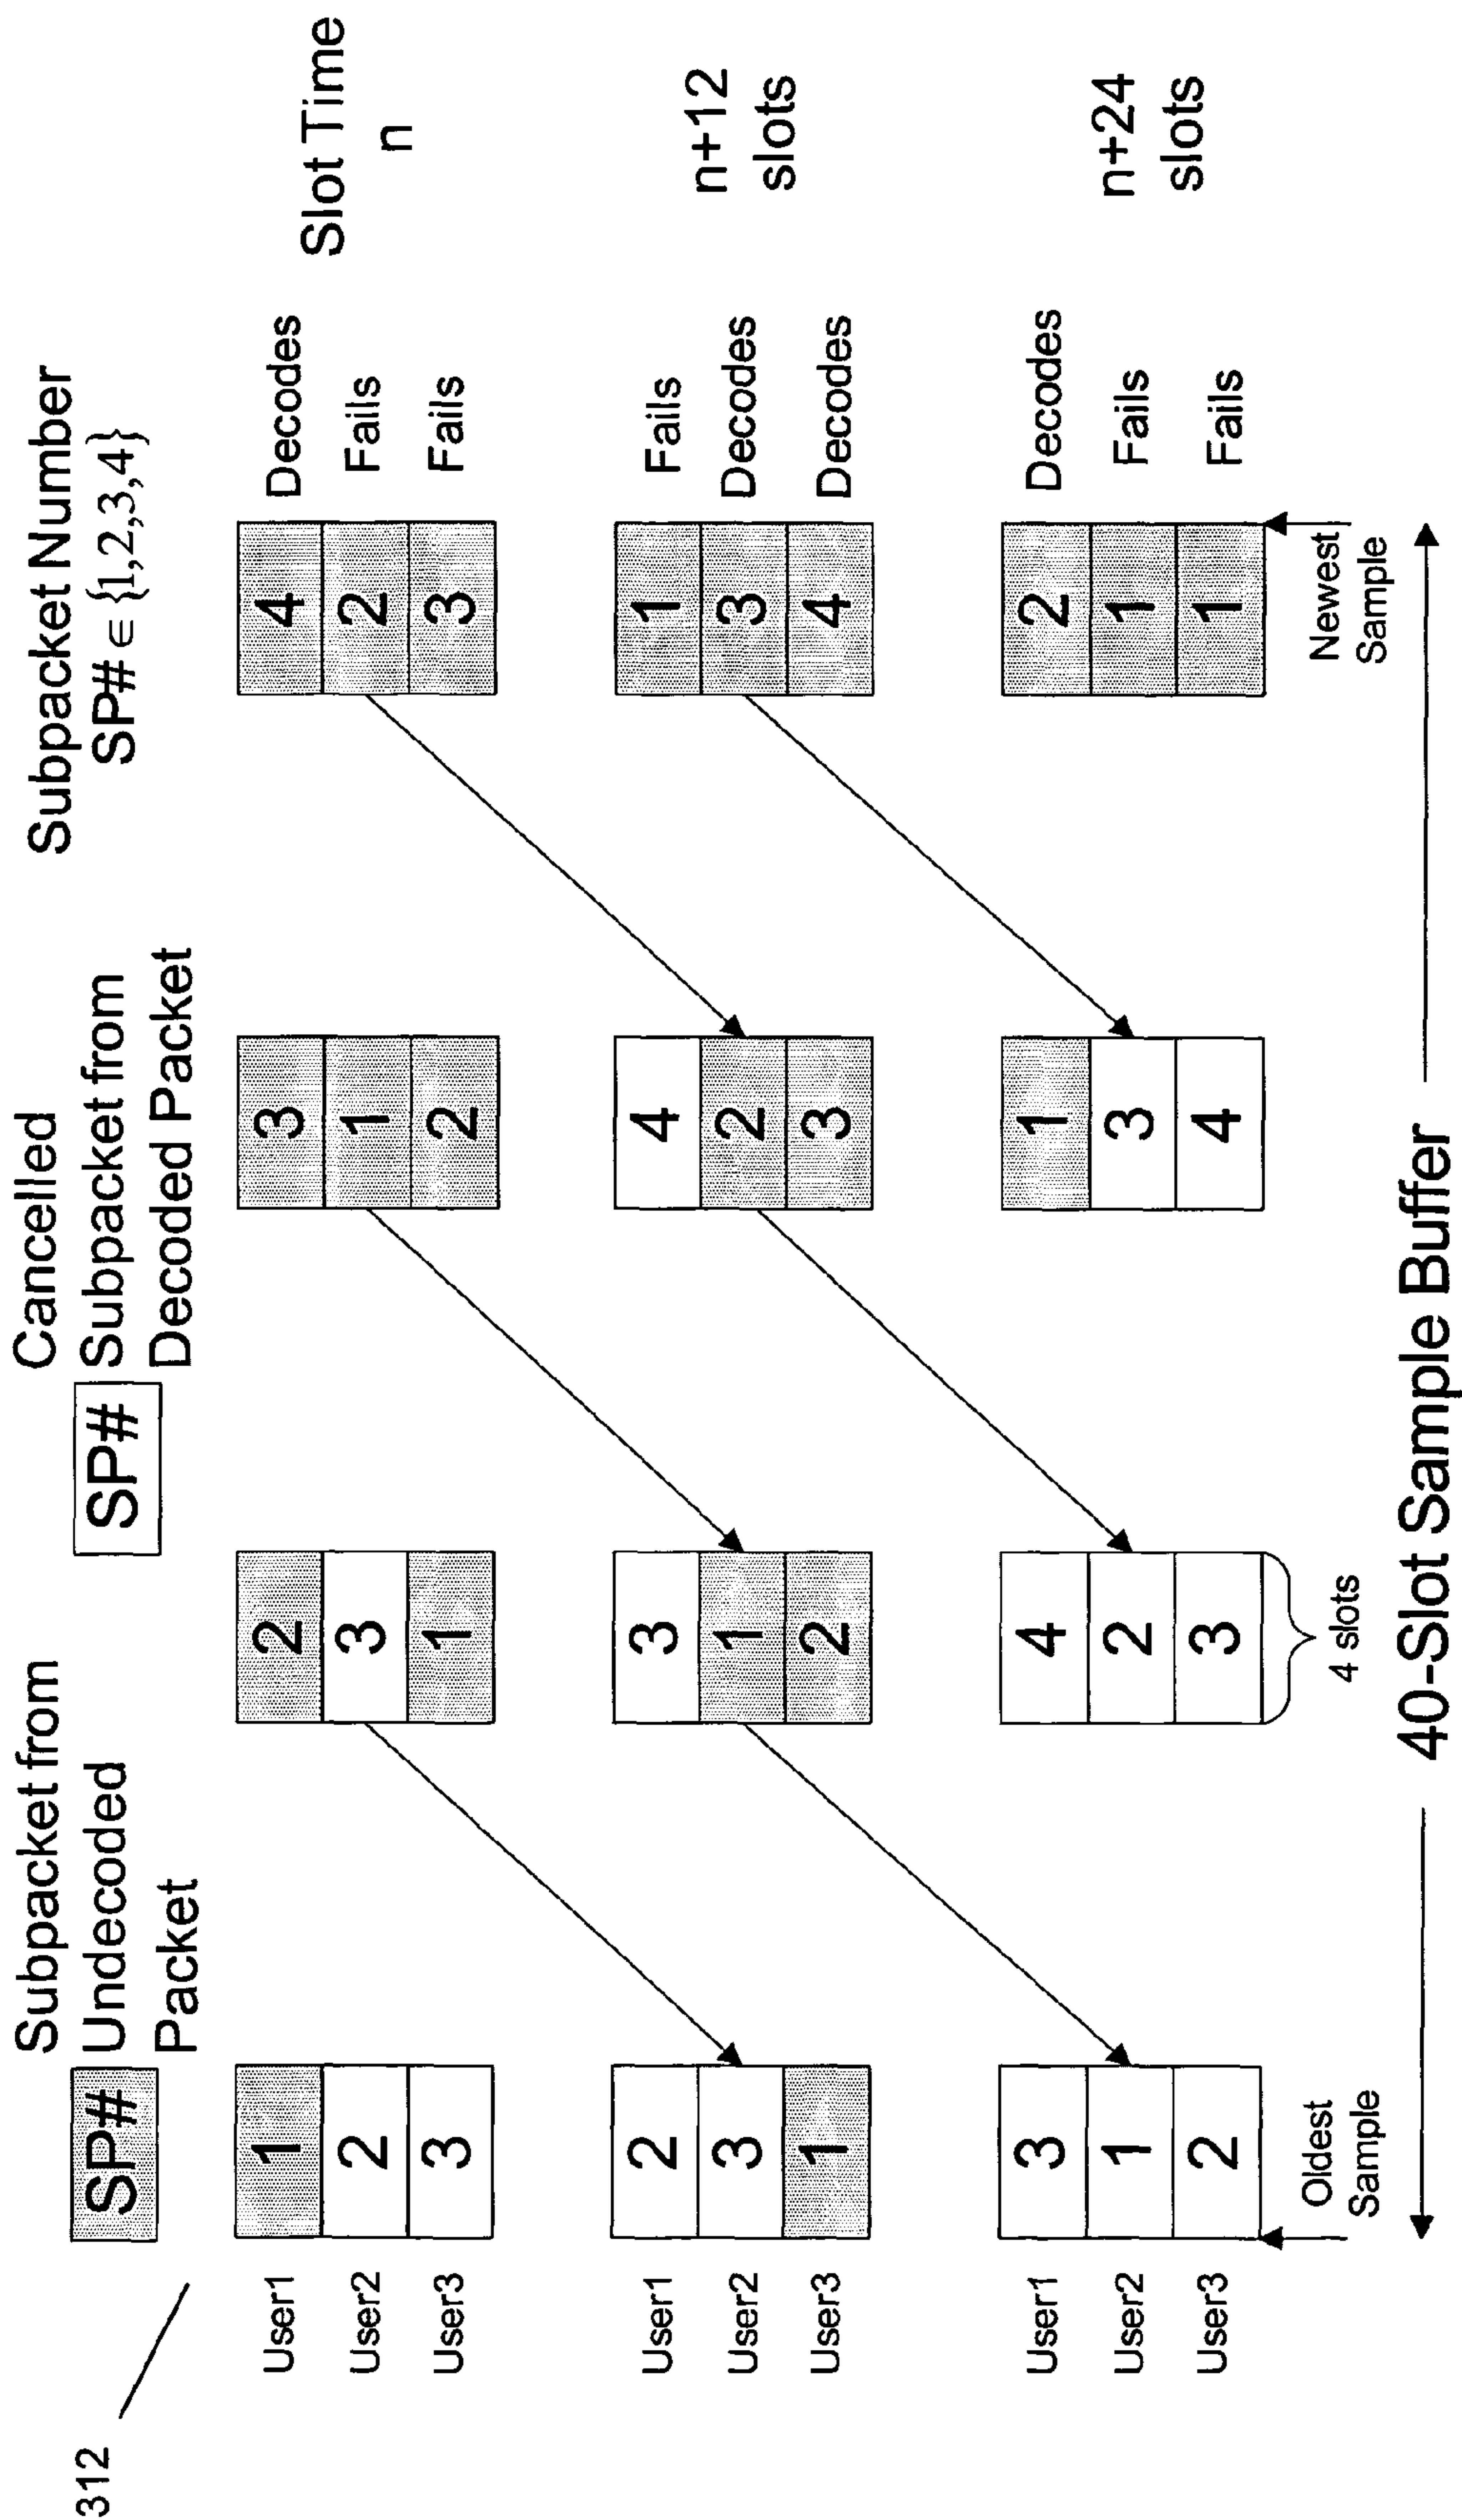 312
SP#
Subpacket from
Undecoded
Packet
SP#
Cancelled
Subpacket from
Decoded Packet
Subpacket Number
SP# ∈ {1,2,3,4}
Slot Time
n
User1 1 2 3 4 Decodes
User2 2 3 1 2 Fails
User3 3 1 2 3 Fails
n+12
slots
User1 2 3 4 1 Fails
User2 3 1 2 3 Decodes
User3 1 2 3 4 Decodes
n+24
slots
User1 3 4 1 2 Decodes
User2 1 2 3 1 Fails
User3 2 3 4 1 Fails
Oldest
Sample
4 slots
Newest
Sample
40-Slot Sample Buffer